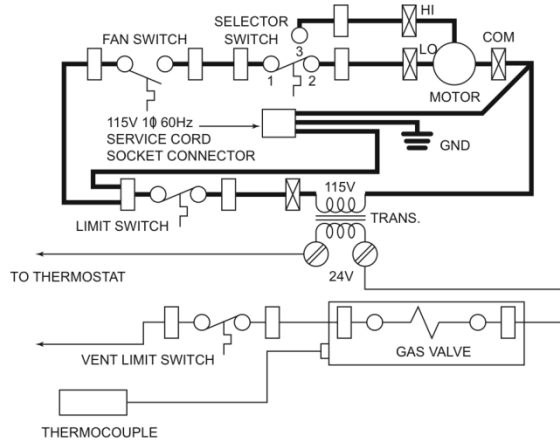 HI
SELECTOR
SWITCH
FAN SWITCH
3
LO
COM
1
2
MOTOR
115V 1ϕ 60Hz
SERVICE CORD
SOCKET CONNECTOR
GND
115V
LIMIT SWITCH
TRANS.
TO THERMOSTAT
24V
VENT LIMIT SWITCH
GAS VALVE
THERMOCOUPLE